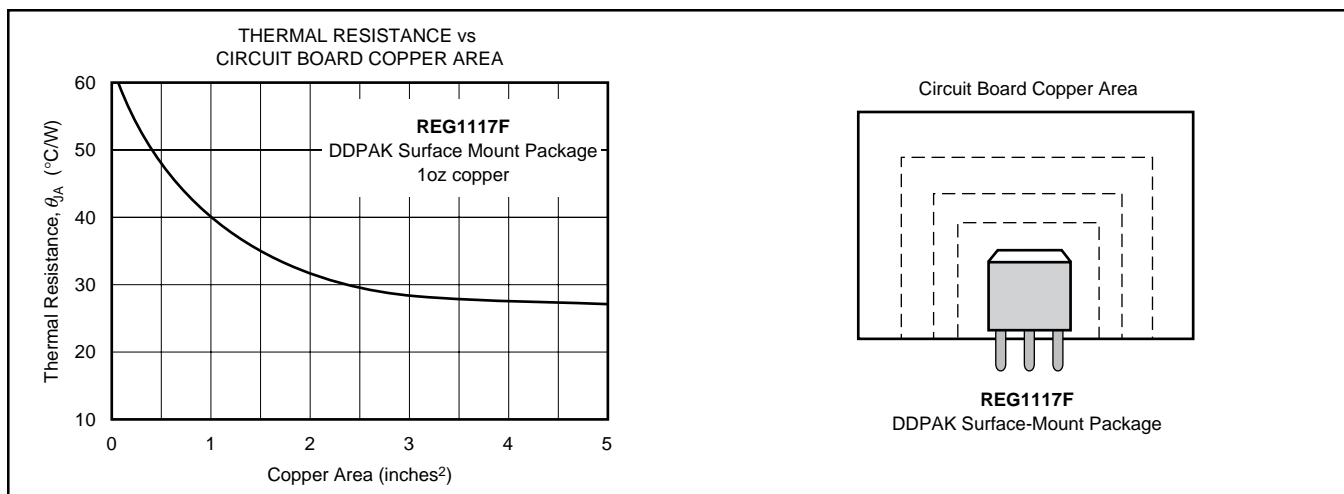 THERMAL RESISTANCE vs
CIRCUIT BOARD COPPER AREA
60
50
40
30
20
10
Thermal Resistance, θJA (°C/W)
REG1117F
DDPAK Surface Mount Package
1oz copper
0 1 2 3 4 5
Copper Area (inches²)
Circuit Board Copper Area
REG1117F
DDPAK Surface-Mount Package